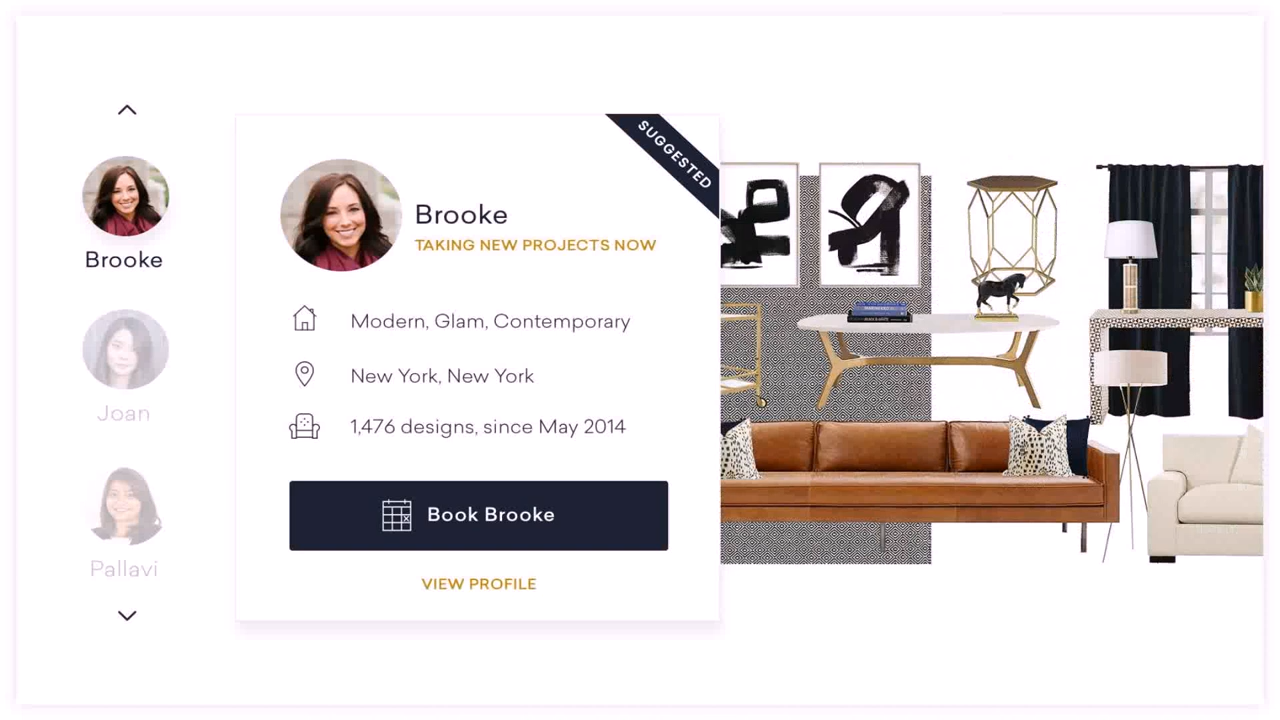 Brooke
Joan
Pallavi
SUGGESTED
Brooke
TAKING NEW PROJECTS NOW
Modern, Glam, Contemporary
New York, New York
1,476 designs, since May 2014
Book Brooke
VIEW PROFILE